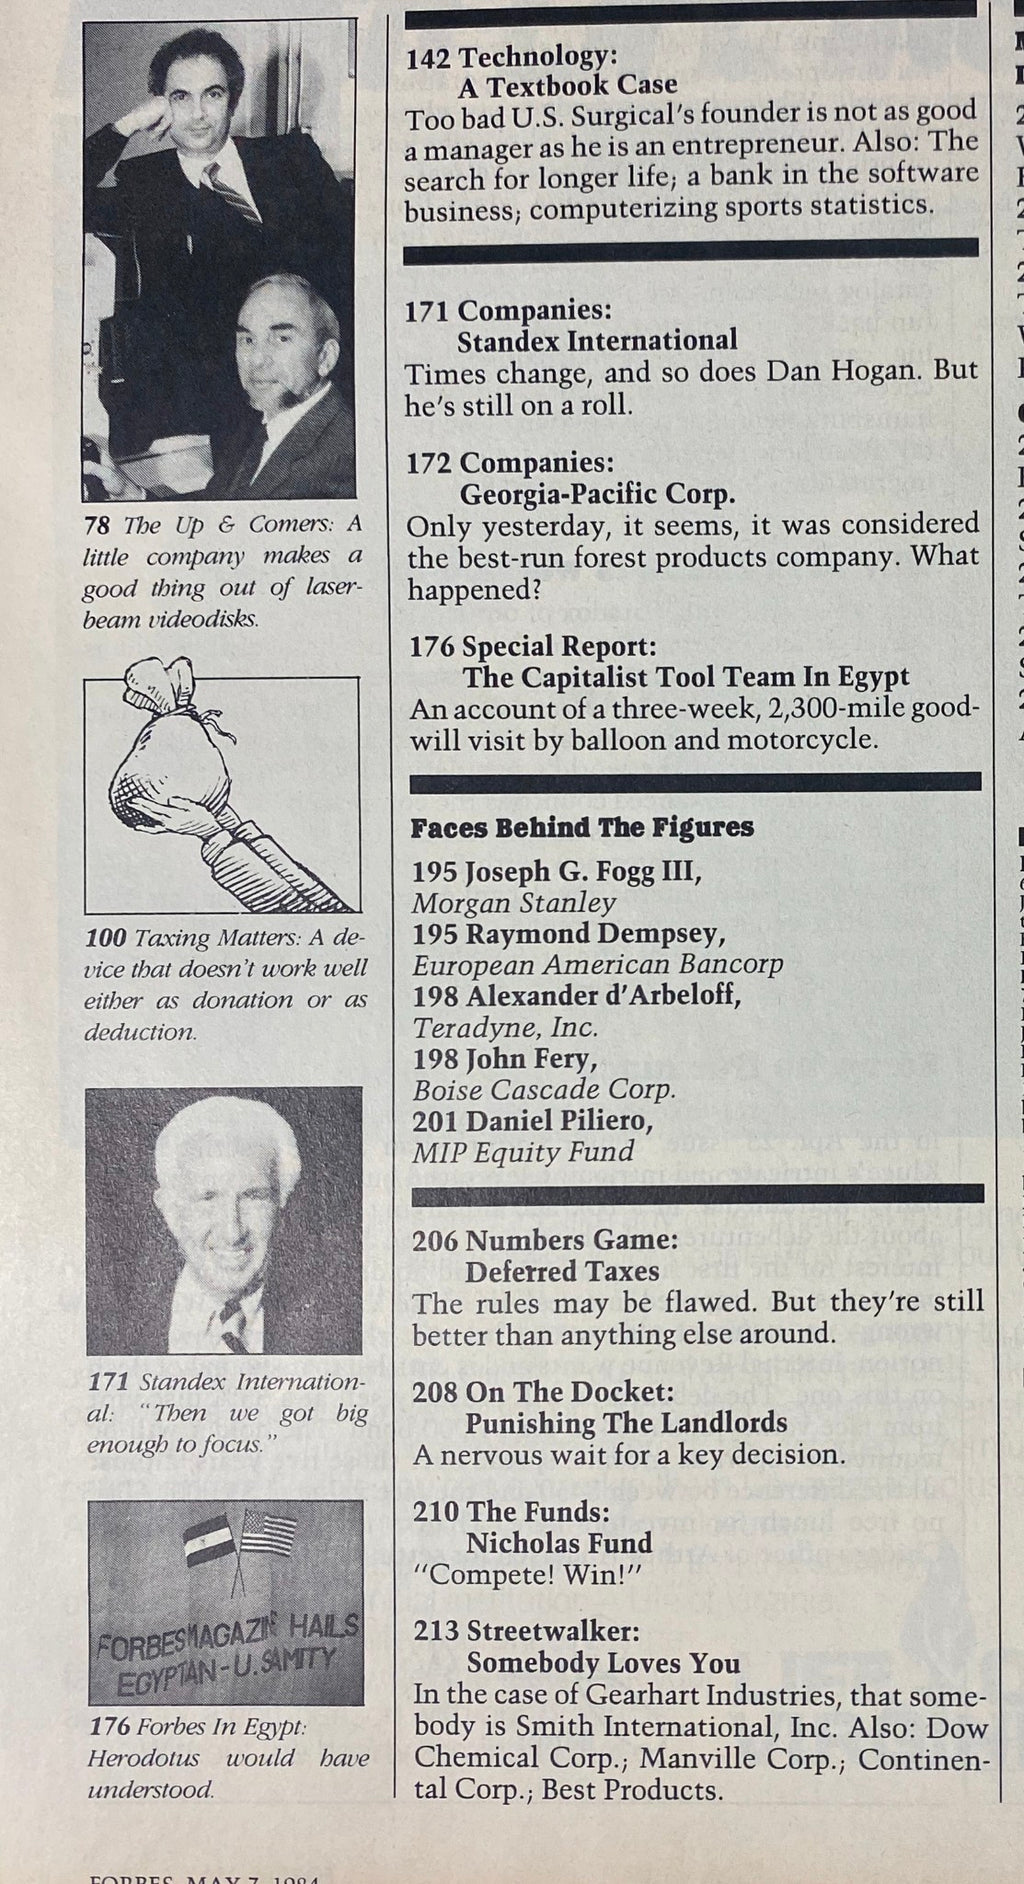 78 The Up & Comers: A
little company makes a
good thing out of laser-
beam videodisks.
100 Taxing Matters: A de-
vice that doesn't work well
either as donation or as
deduction.
171 Standex Internation-
al: "Then we got big
enough to focus."
FORBES MAGAZIN HAILS
EGYPTIAN-U.S AMITY
176 Forbes In Egypt:
Herodotus would have
understood.
142 Technology:
A Textbook Case
Too bad U.S. Surgical's founder is not as good
a manager as he is an entrepreneur. Also: The
search for longer life; a bank in the software
business; computerizing sports statistics.
171 Companies:
Standex International
Times change, and so does Dan Hogan. But
he's still on a roll.
172 Companies:
Georgia-Pacific Corp.
Only yesterday, it seems, it was considered
the best-run forest products company. What
happened?
176 Special Report:
The Capitalist Tool Team In Egypt
An account of a three-week, 2,300-mile good-
will visit by balloon and motorcycle.
Faces Behind The Figures
195 Joseph G. Fogg III,
Morgan Stanley
195 Raymond Dempsey,
European American Bancorp
198 Alexander d'Arbeloff,
Teradyne, Inc.
198 John Fery,
Boise Cascade Corp.
201 Daniel Piliero,
MIP Equity Fund
206 Numbers Game:
Deferred Taxes
The rules may be flawed. But they're still
better than anything else around.
208 On The Docket:
Punishing The Landlords
A nervous wait for a key decision.
210 The Funds:
Nicholas Fund
"Compete! Win!"
213 Streetwalker:
Somebody Loves You
In the case of Gearhart Industries, that some-
body is Smith International, Inc. Also: Dow
Chemical Corp.; Manville Corp.; Continen-
tal Corp.; Best Products.
FORBES, MAY 7, 1984